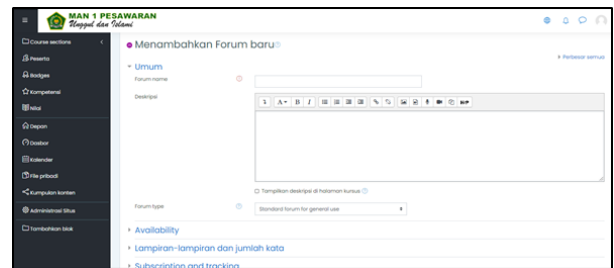 MAN 1 PESAWARAN
Unggul dan Islami
Course sections
Peserta
Badges
Kompetensi
Nilai
Depan
Dasbor
Kalender
File pribadi
Kumpulan konten
Administrasi Situs
Tambahkan blok
Menambahkan Forum baru
Perbesar semua
Umum
Forum name
Deskripsi
Tampilkan deskripsi di halaman kursus
Forum type
Standard forum for general use
Availability
Lampiran-lampiran dan jumlah kata
Subscription and tracking